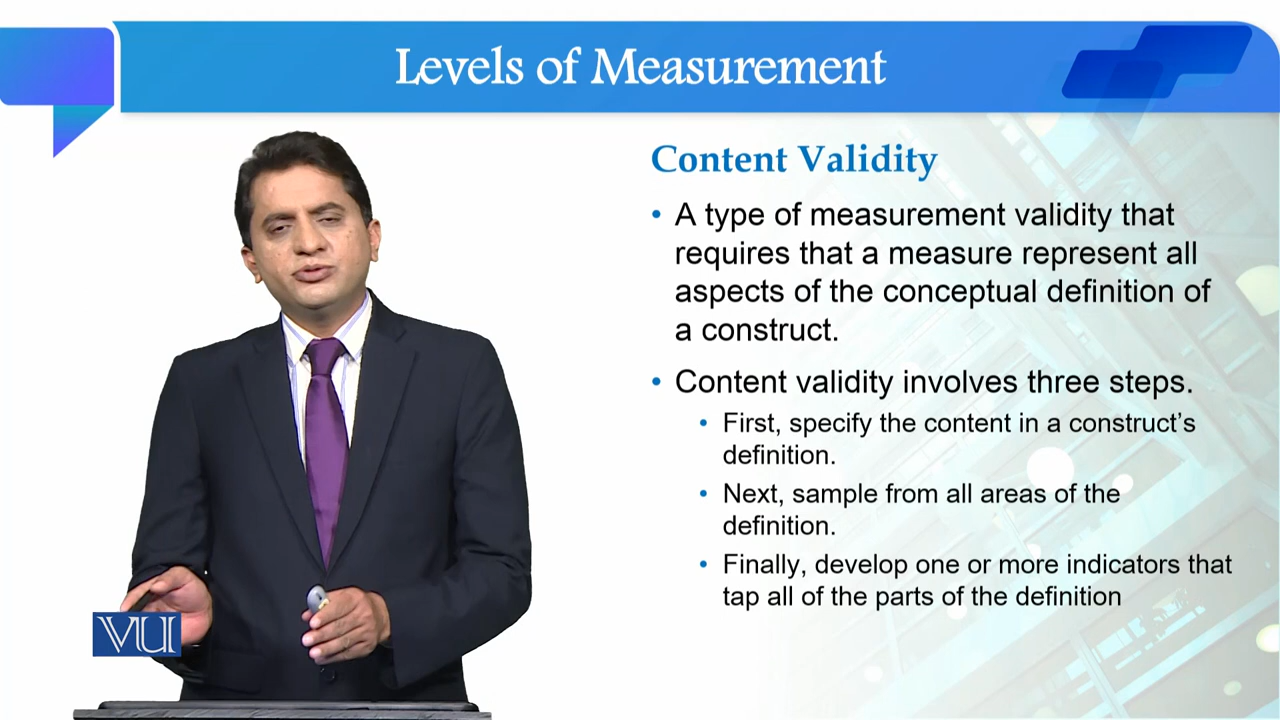 Levels of Measurement
Content Validity
• A type of measurement validity that
requires that a measure represent all
aspects of the conceptual definition of
a construct.
• Content validity involves three steps.
• First, specify the content in a construct’s
definition.
• Next, sample from all areas of the
definition.
• Finally, develop one or more indicators that
tap all of the parts of the definition
VU